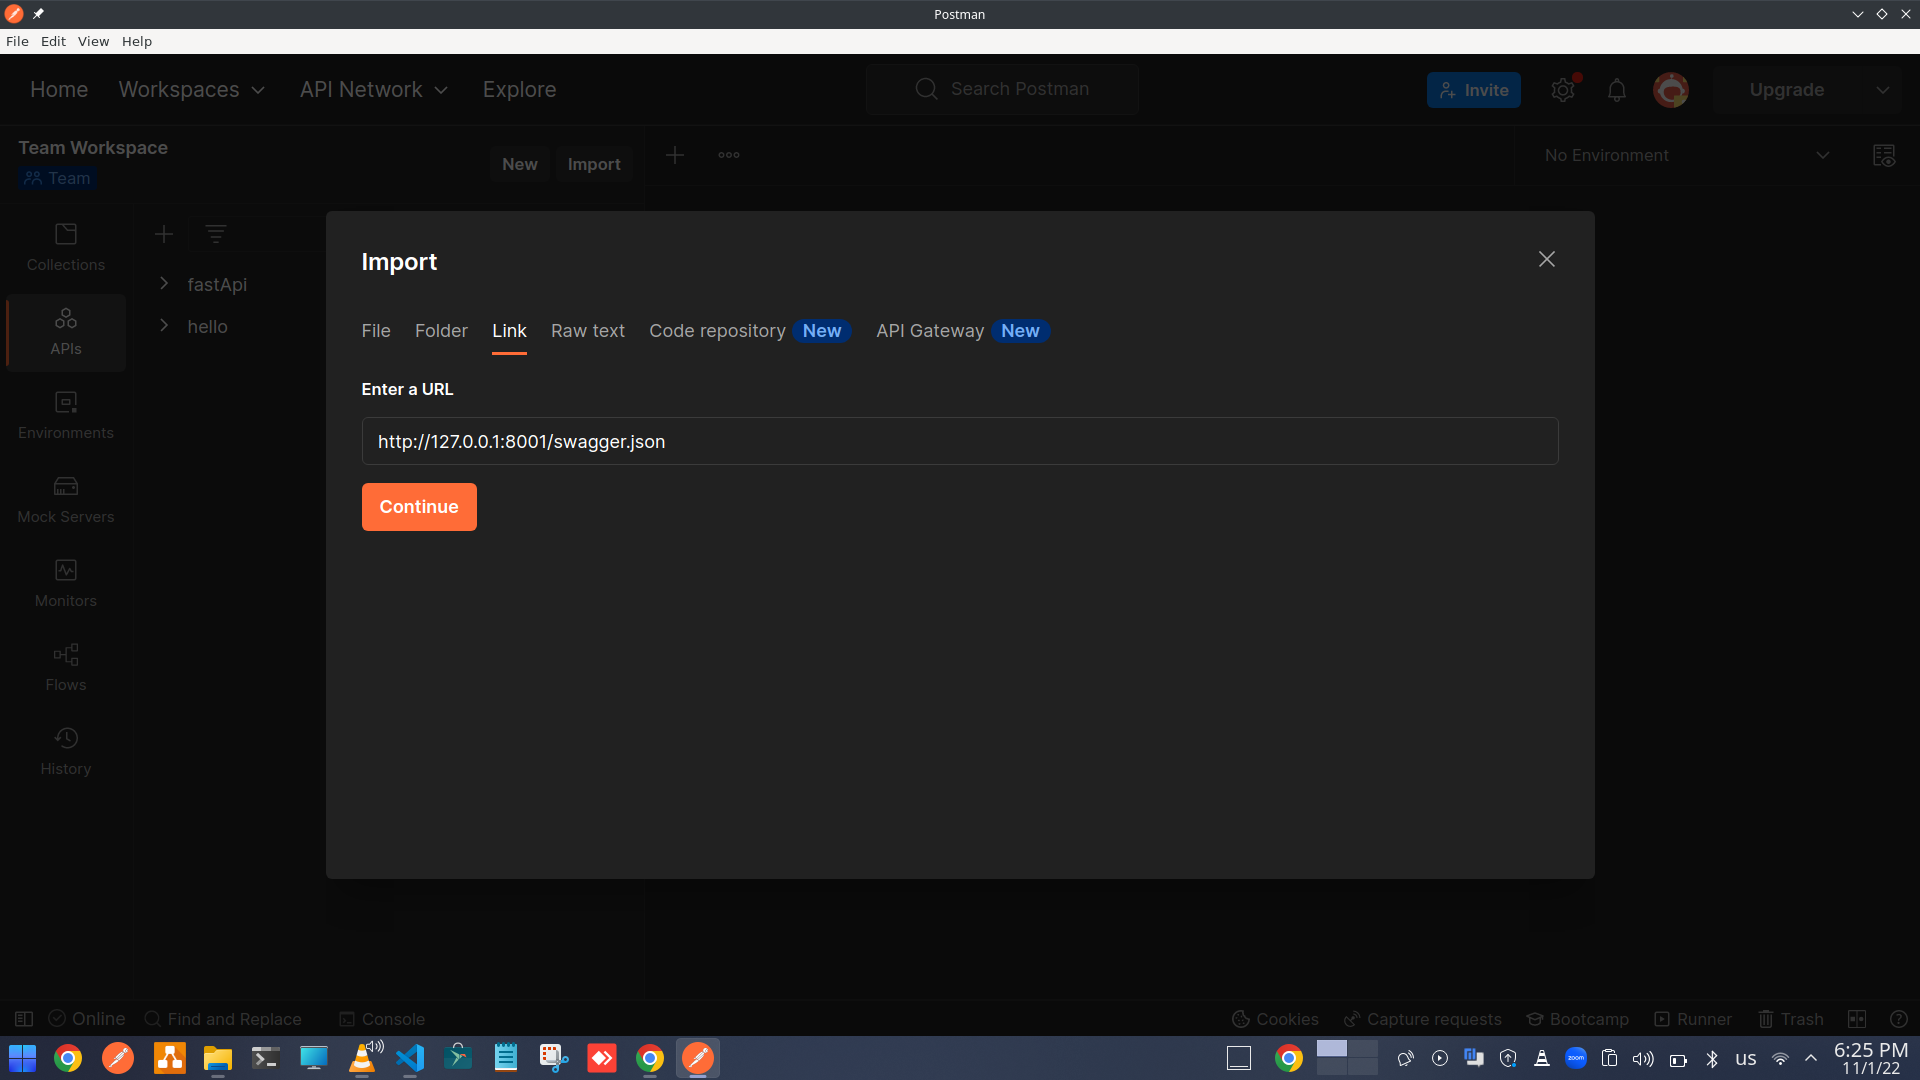 Postman
File Edit View Help
Home Workspaces API Network Explore Search Postman Invite Upgrade
Team Workspace
Team
New Import
No Environment
Collections
APIs
Environments
Mock Servers
Monitors
Flows
History
fastApi
hello
Import
File Folder Link Raw text Code repository New API Gateway New
Enter a URL
http://127.0.0.1:8001/swagger.json
Continue
Online Find and Replace Console Cookies Capture requests Bootcamp Runner Trash
zoom
us
6:25 PM
11/1/22